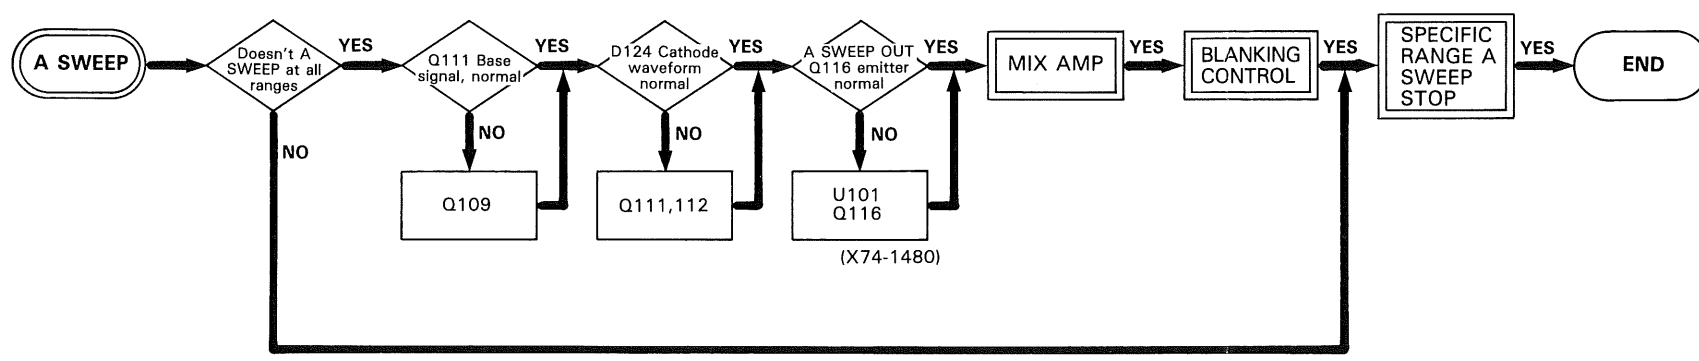 A SWEEP
Doesn't A
SWEEP at all
ranges
YES
NO
Q111 Base
signal, normal
YES
NO
Q109
D124 Cathode
waveform
normal
YES
NO
Q111,112
A SWEEP OUT
Q116 emitter
normal
YES
NO
U101
Q116
(X74-1480)
MIX AMP
YES
BLANKING
CONTROL
YES
SPECIFIC
RANGE A
SWEEP
STOP
YES
END